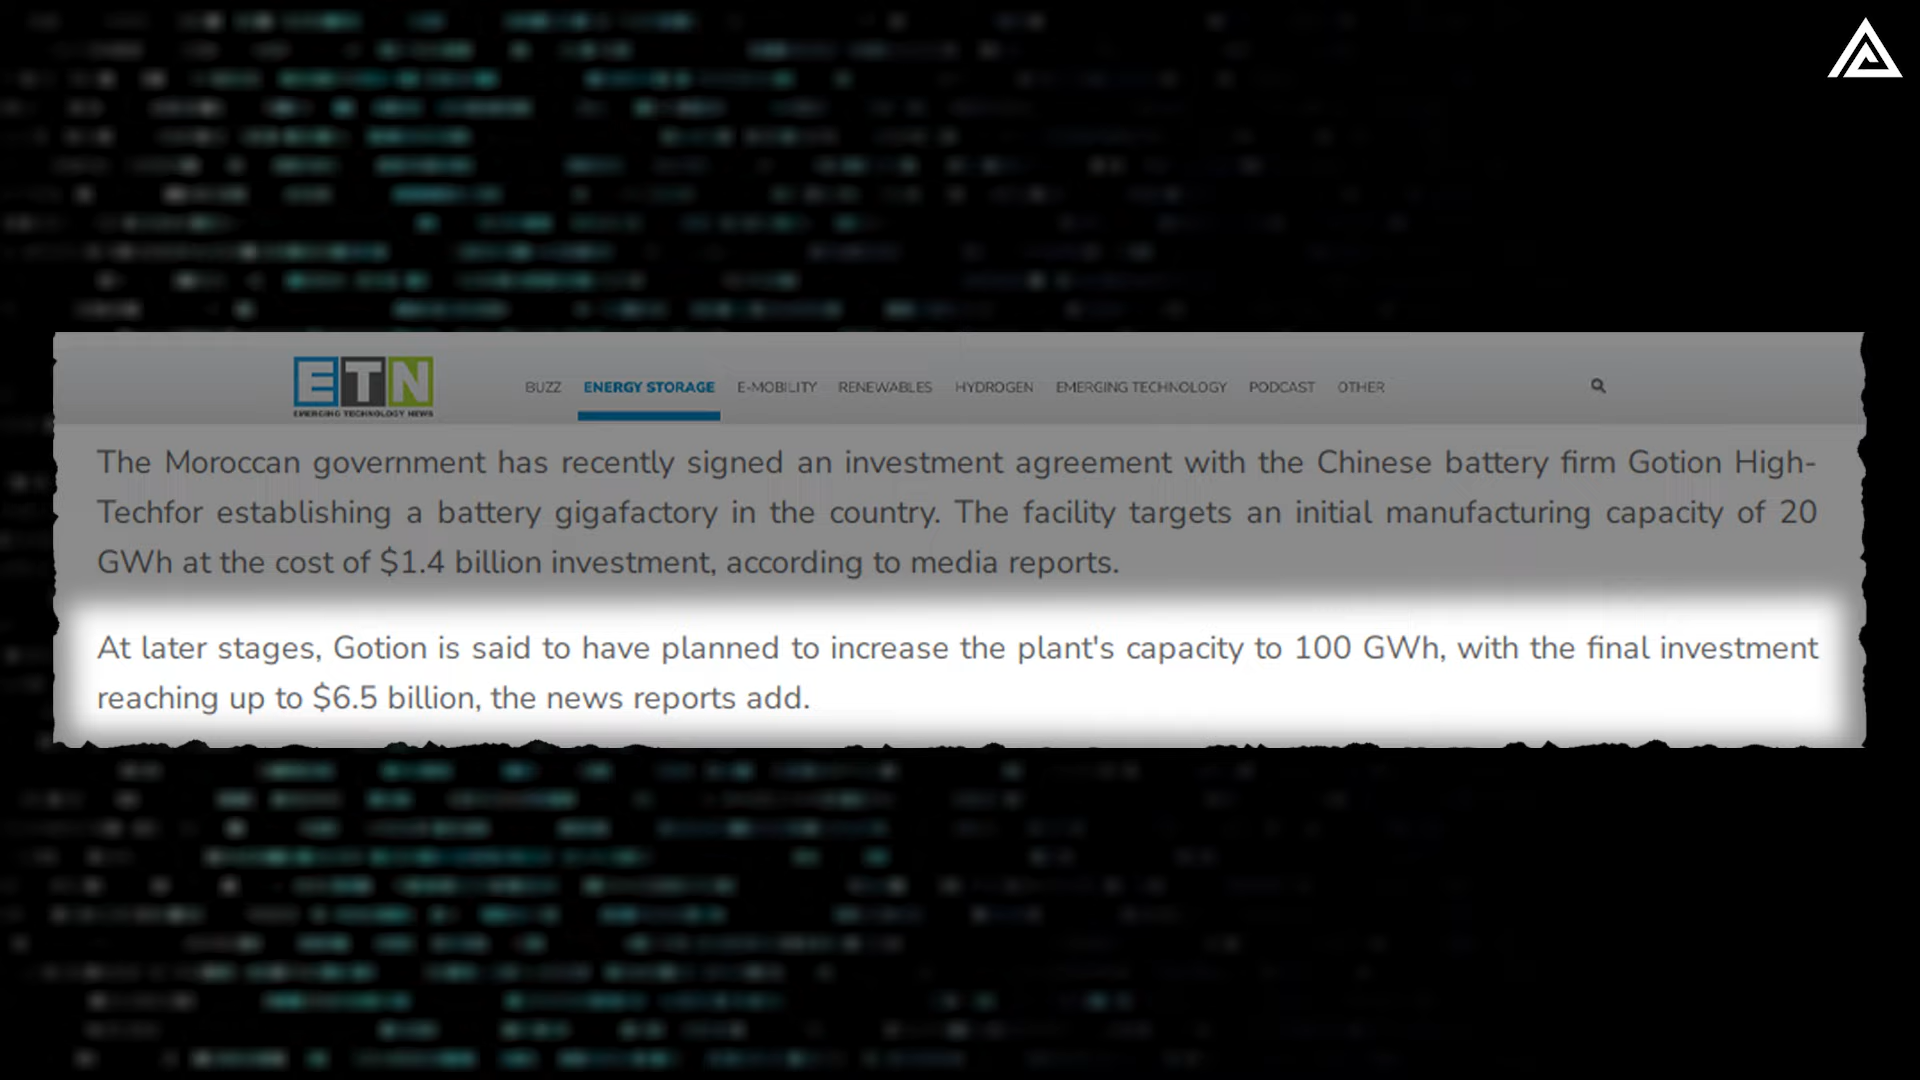 ETN
EMERGING TECHNOLOGY NEWS
BUZZ ENERGY STORAGE E-MOBILITY RENEWABLES HYDROGEN EMERGING TECHNOLOGY PODCAST OTHER
The Moroccan government has recently signed an investment agreement with the Chinese battery firm Gotion High-
Techfor establishing a battery gigafactory in the country. The facility targets an initial manufacturing capacity of 20
GWh at the cost of $1.4 billion investment, according to media reports.
At later stages, Gotion is said to have planned to increase the plant's capacity to 100 GWh, with the final investment
reaching up to $6.5 billion, the news reports add.